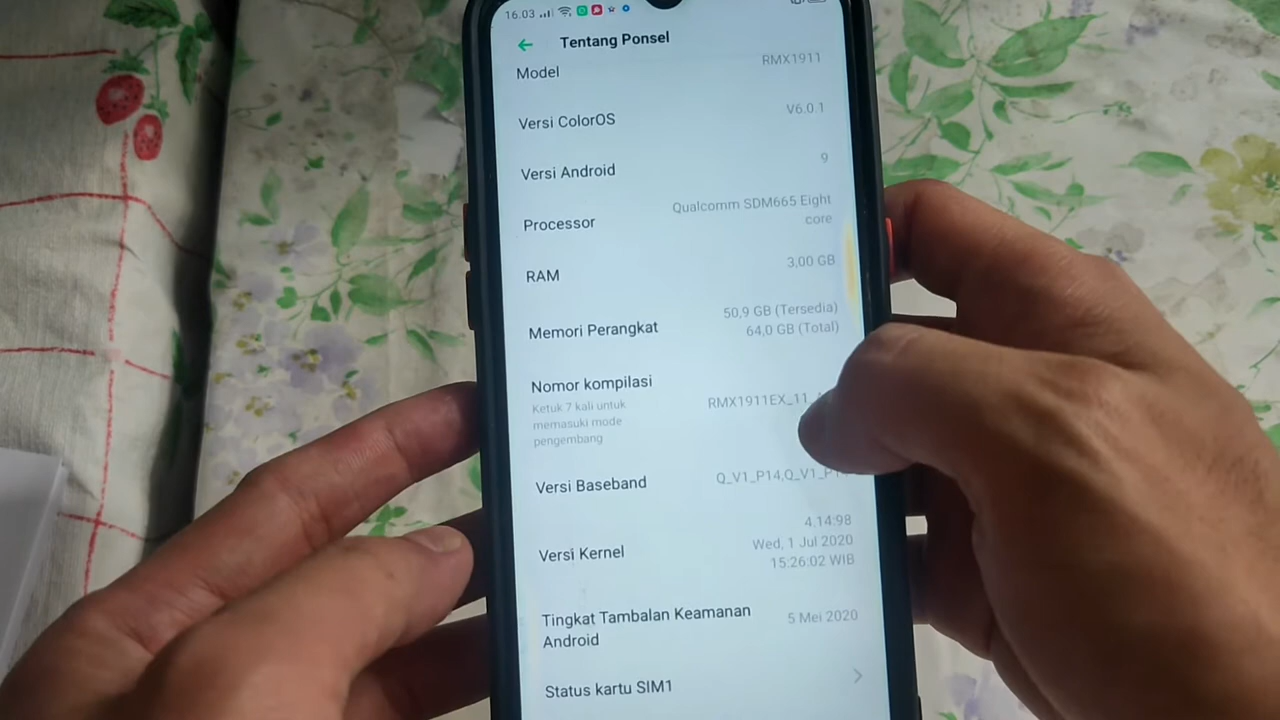 16.03
Tentang Ponsel
Model
RMX1911
Versi ColorOS
V6.0.1
Versi Android
9
Processor
Qualcomm SDM665 Eight
core
RAM
3,00 GB
Memori Perangkat
50,9 GB (Tersedia)
64,0 GB (Total)
Nomor kompilasi
Ketuk 7 kali untuk
memasuki mode
pengembang
RMX1911EX_11
Versi Baseband
Q_V1_P14,Q_V1_P1
Versi Kernel
4.14:98
Wed, 1 Jul 2020
15:26:02 WIB
Tingkat Tambalan Keamanan
Android
5 Mei 2020
Status kartu SIM1